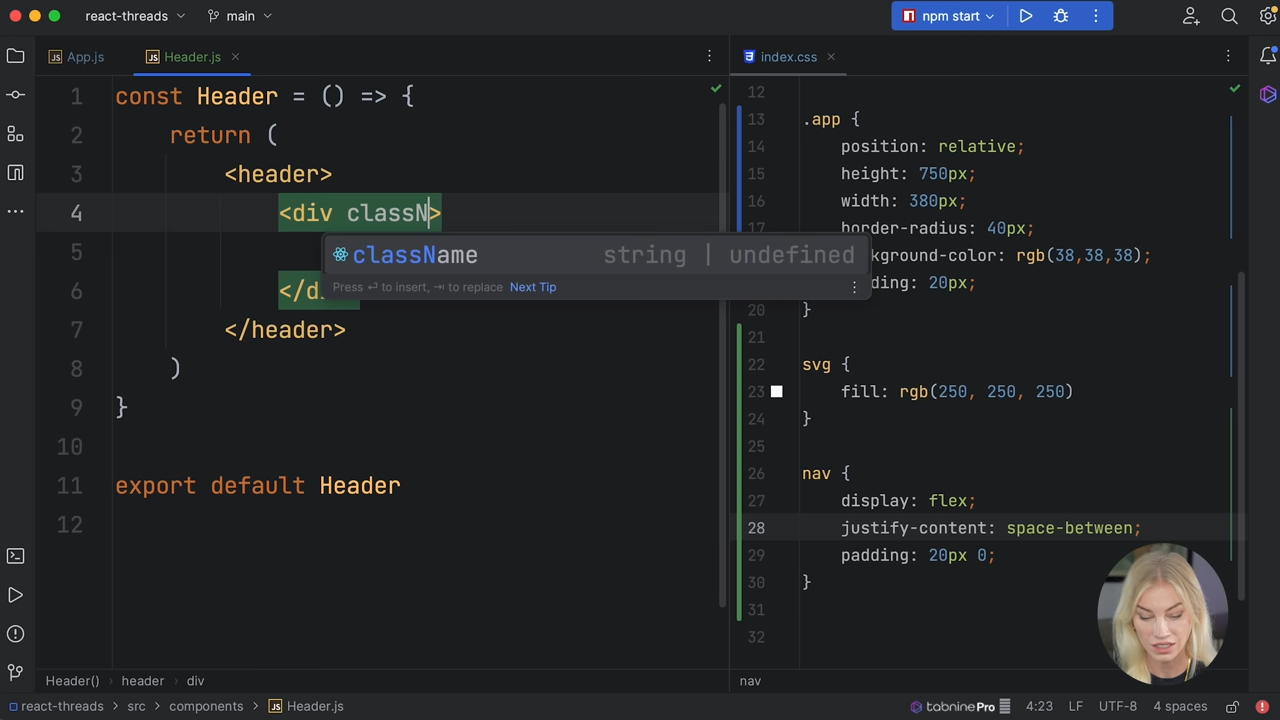 react-threads
main
npm start
App.js
Header.js
index.css
1 const Header = () => {
2 return (
3 <header>
4 <div classN>
className string | undefined
Press ⏎ to insert, ⇥ to replace Next Tip
5
6 </d
7 </header>
8 )
9 }
10
11 export default Header
12
12
13 .app {
14 position: relative;
15 height: 750px;
16 width: 380px;
17 border-radius: 40px;
kground-color: rgb(38,38,38);
ding: 20px;
20 }
21
22 svg {
23 fill: rgb(250, 250, 250)
24 }
25
26 nav {
27 display: flex;
28 justify-content: space-between;
29 padding: 20px 0;
30 }
31
32
Header() header div
nav
react-threads > src > components > Header.js
tabnine Pro
4:23 LF UTF-8 4 spaces